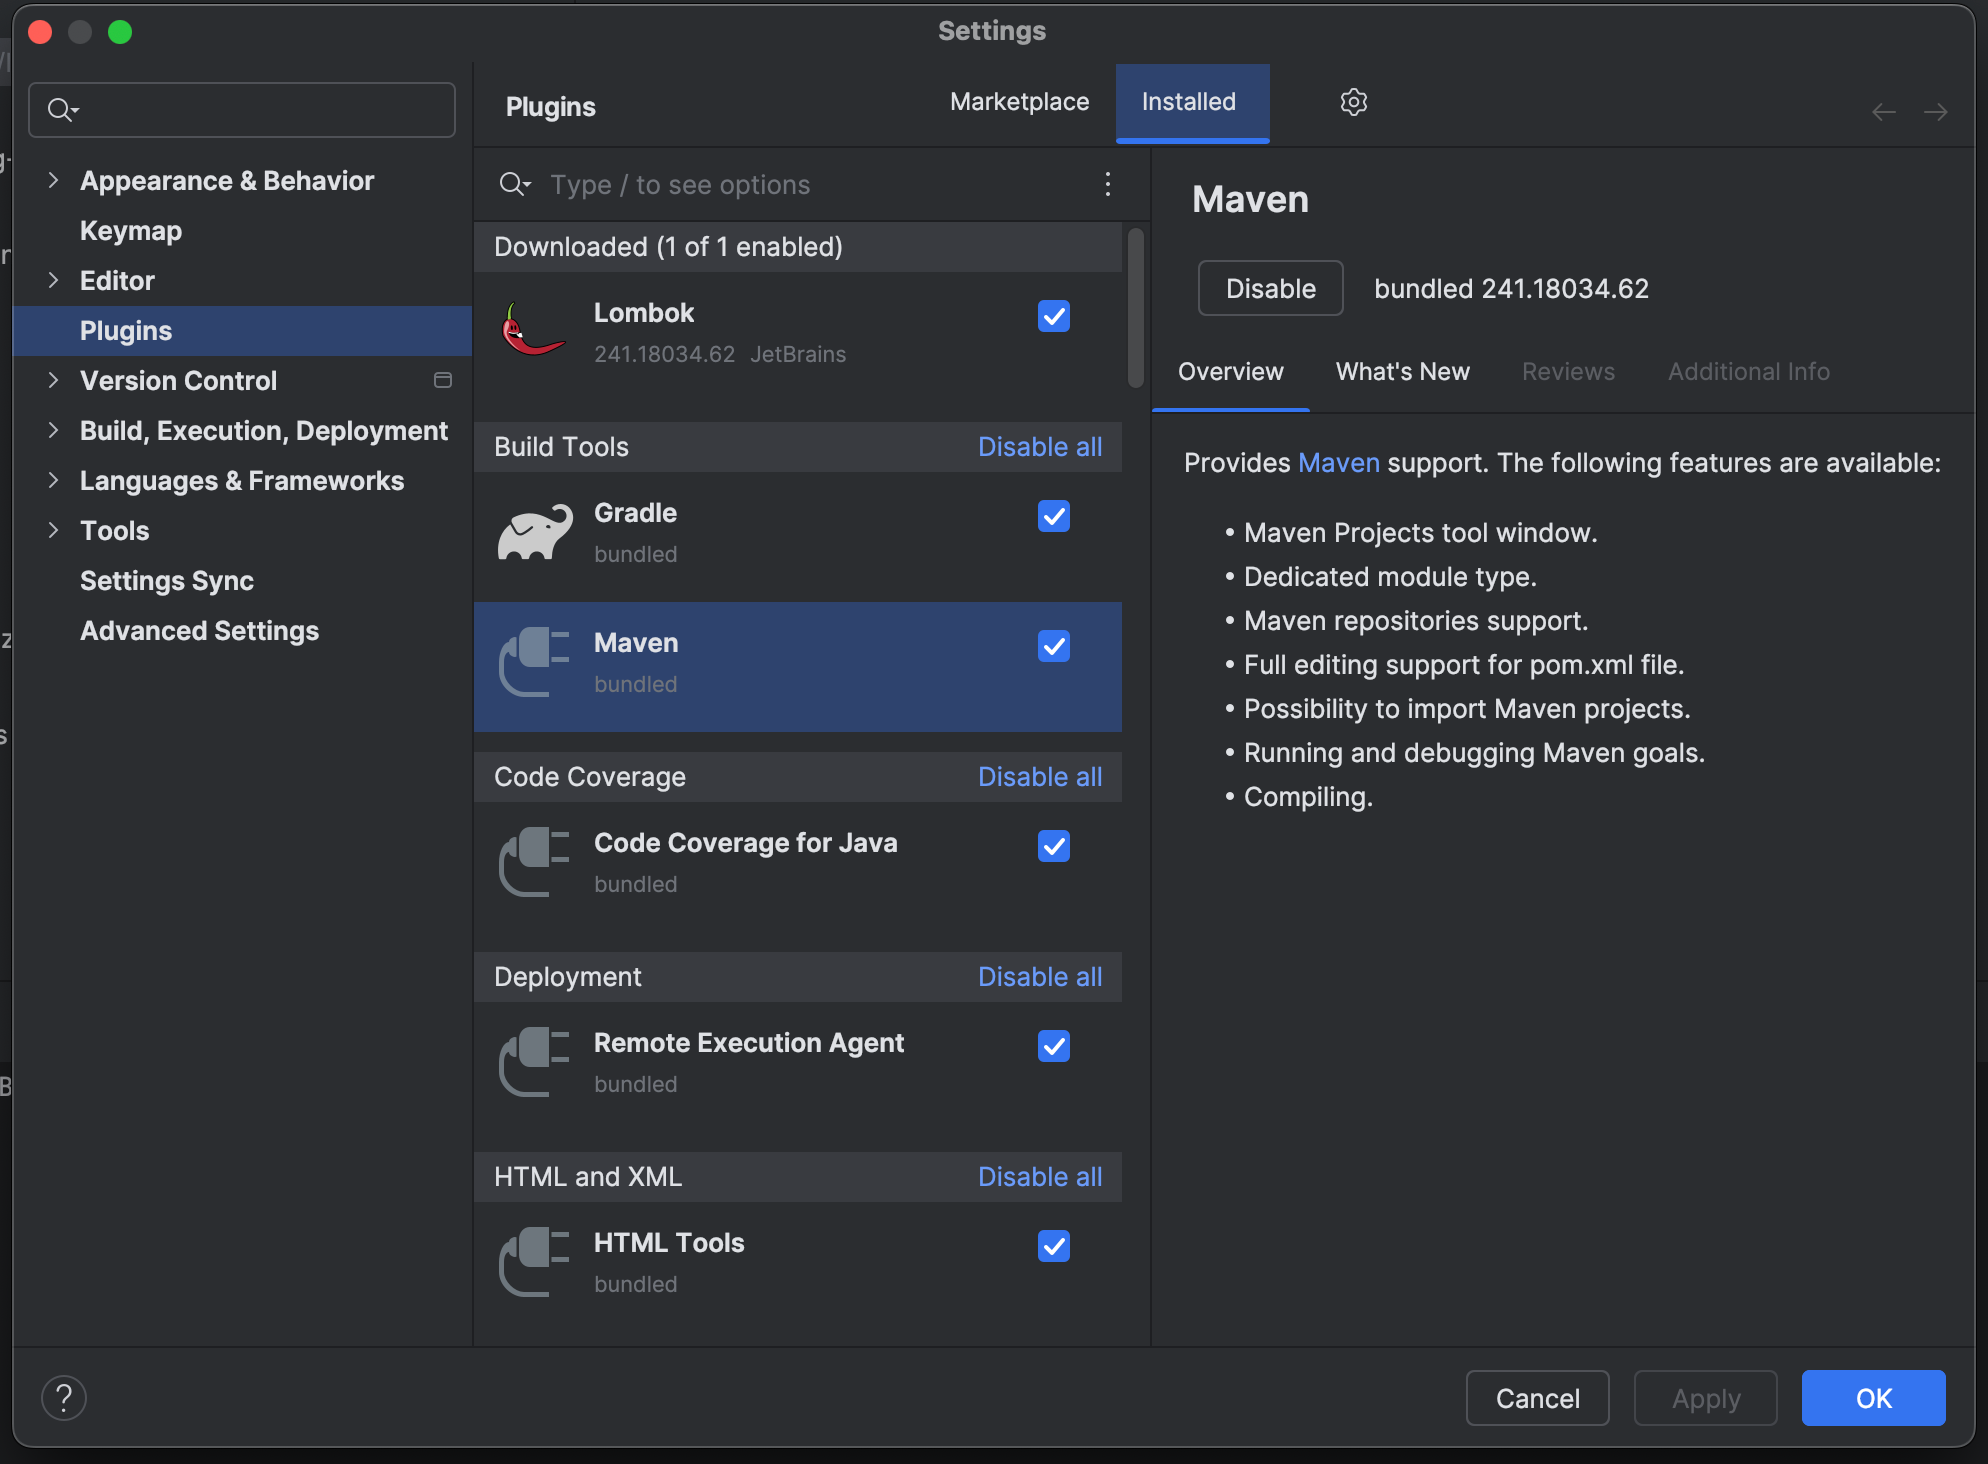 Settings
Appearance & Behavior
Keymap
Editor
Plugins
Version Control
Build, Execution, Deployment
Languages & Frameworks
Tools
Settings Sync
Advanced Settings
Plugins
Marketplace
Installed
Type / to see options
Downloaded (1 of 1 enabled)
Lombok
241.18034.62 JetBrains
Build Tools Disable all
Gradle
bundled
Maven
bundled
Code Coverage Disable all
Code Coverage for Java
bundled
Deployment Disable all
Remote Execution Agent
bundled
HTML and XML Disable all
HTML Tools
bundled
Maven
Disable bundled 241.18034.62
Overview What's New Reviews Additional Info
Provides Maven support. The following features are available:
• Maven Projects tool window.
• Dedicated module type.
• Maven repositories support.
• Full editing support for pom.xml file.
• Possibility to import Maven projects.
• Running and debugging Maven goals.
• Compiling.
? Cancel Apply OK